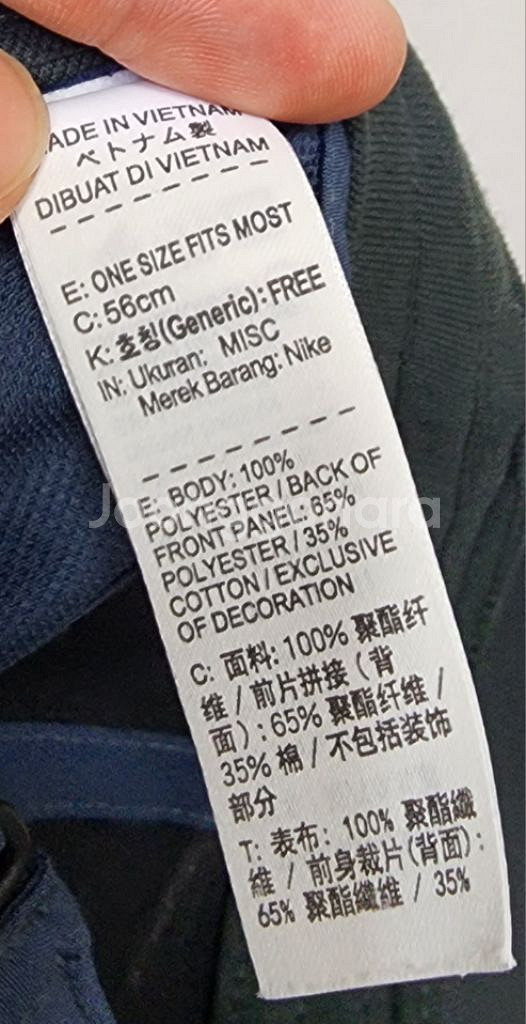 ADE IN VIETNAM
ベトナム製
DIBUAT DI VIETNAM
E: ONE SIZE FITS MOST
C: 56cm
K: 호칭(Generic): FREE
IN: Ukuran: MISC
Merek Barang: Nike
E: BODY: 100%
POLYESTER / BACK OF
FRONT PANEL: 65%
POLYESTER / 35%
COTTON / EXCLUSIVE
OF DECORATION
C: 面料: 100% 聚酯纤
维 / 前片拼接 (背
面) : 65% 聚酯纤维 /
35% 棉 / 不包括装饰
部分
T: 表布: 100% 聚酯纖
維 / 前身裁片(背面):
65% 聚酯纖維 / 35%